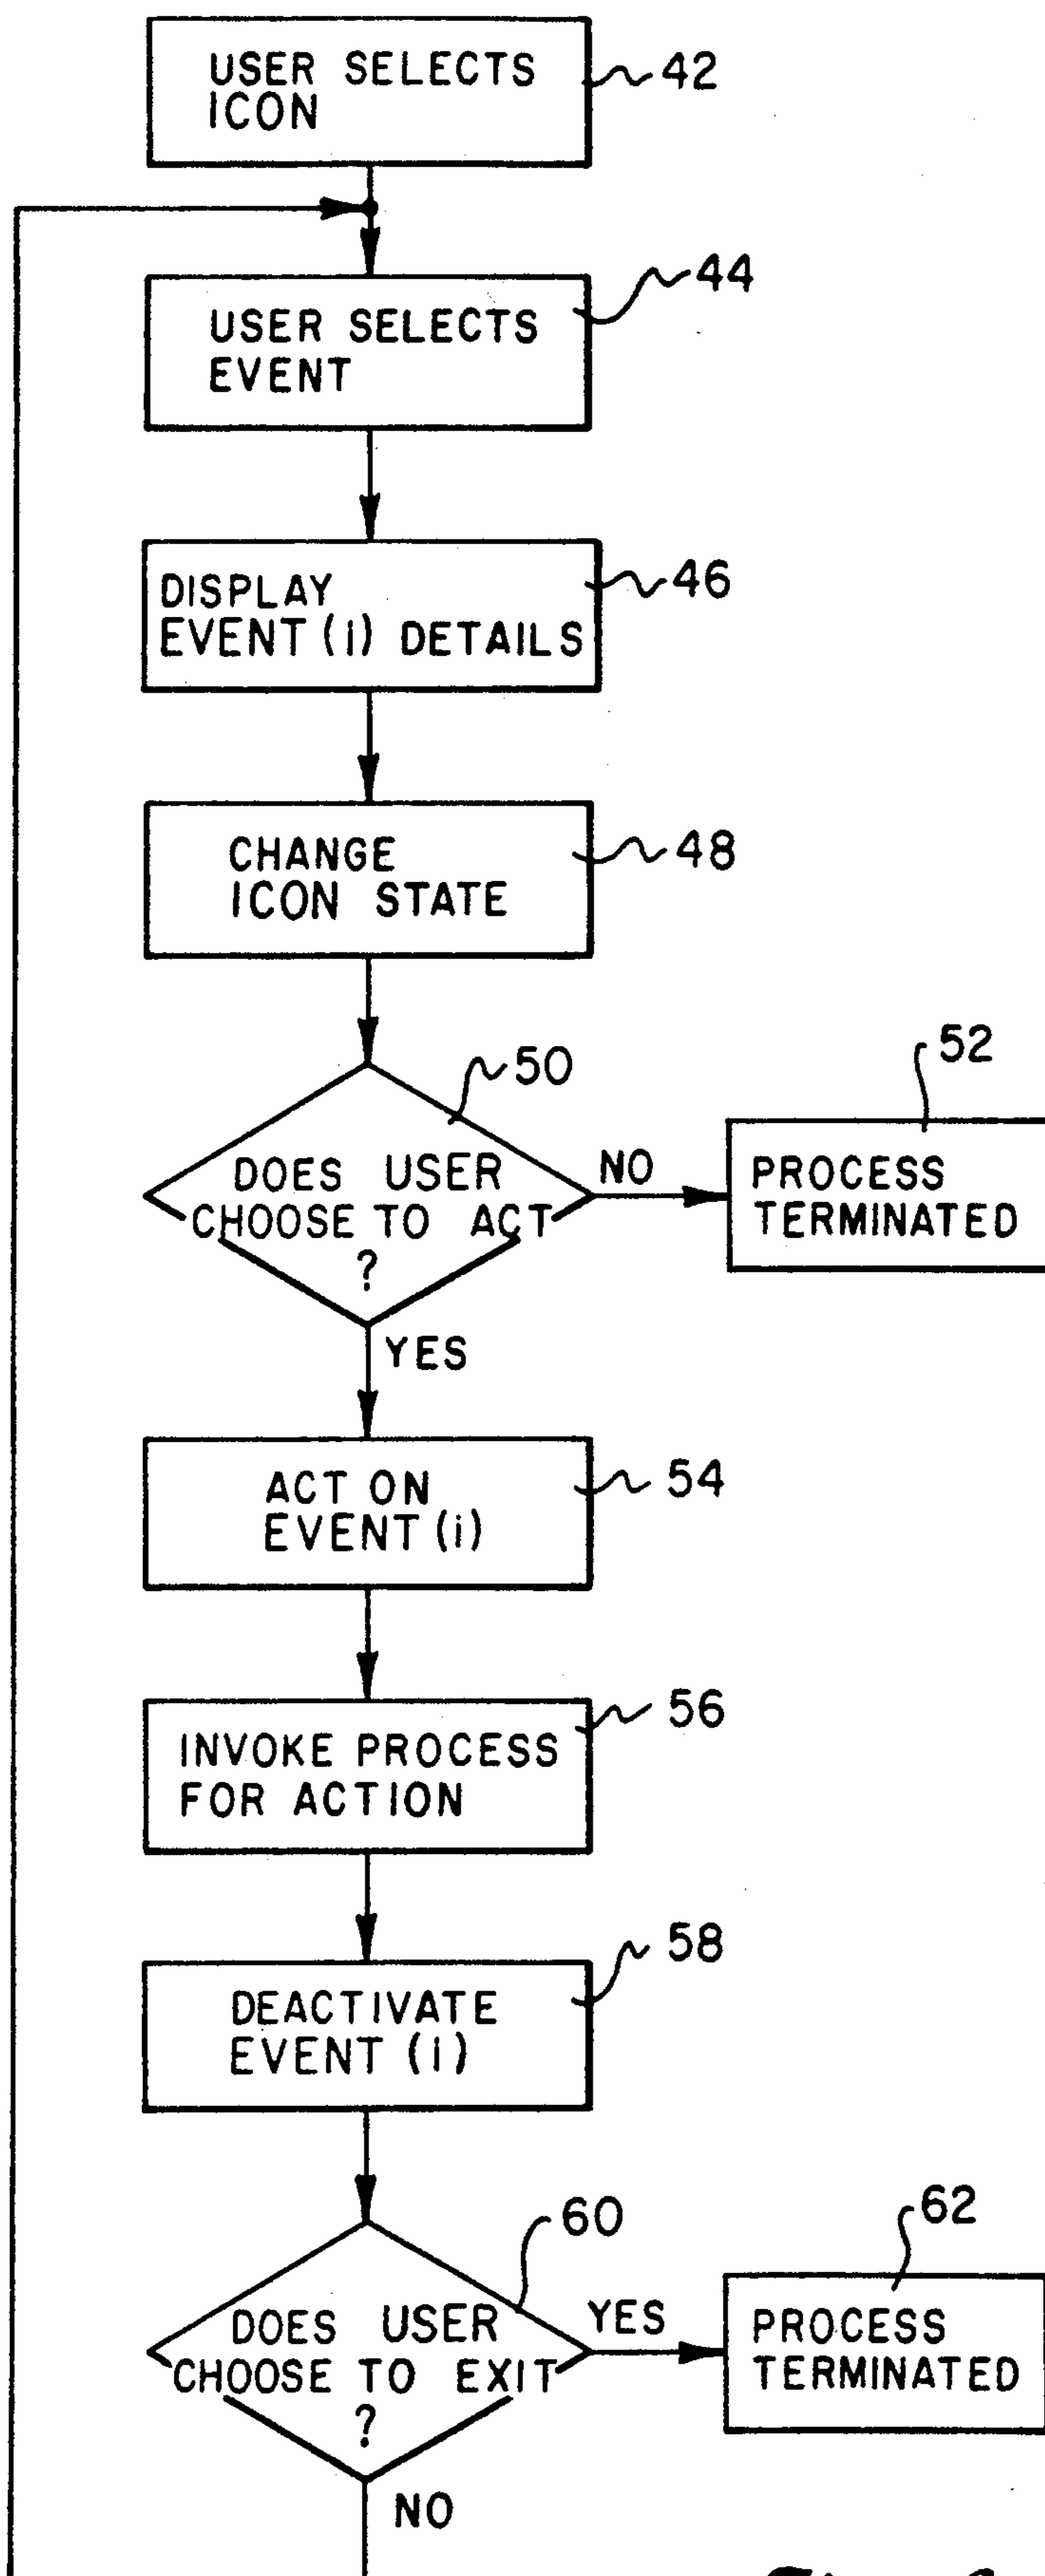 USER SELECTS
ICON
42
44
USER SELECTS
EVENT
DISPLAY
EVENT (I) DETAILS
46
CHANGE
ICON STATE
48
50
52
DOES USER
CHOOSE TO ACT
?
NO
PROCESS
TERMINATED
YES
ACT ON
EVENT (i)
54
INVOKE PROCESS
FOR ACTION
56
58
DEACTIVATE
EVENT (I)
60
62
DOES USER
CHOOSE TO EXIT
?
YES
PROCESS
TERMINATED
NO